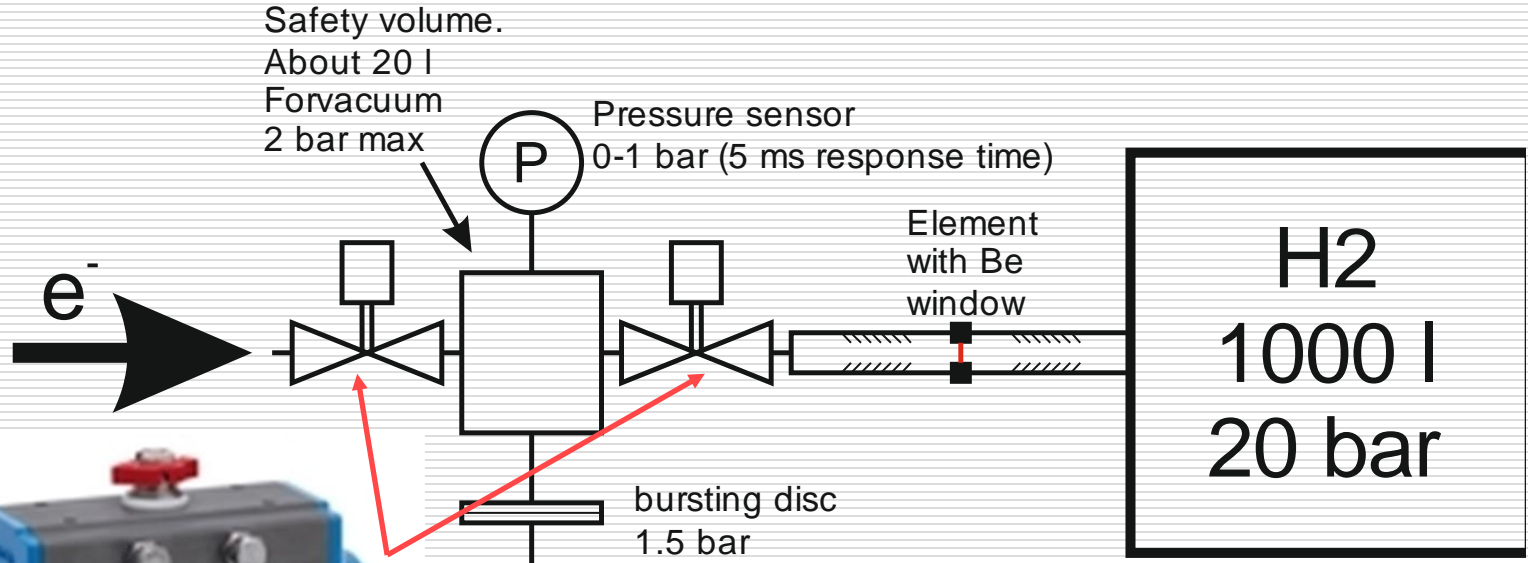 Safety volume.
About 20 l
Forvacuum
2 bar max
P
Pressure sensor
0-1 bar (5 ms response time)
Element
with Be
window
e-
H2
1000 l
20 bar
bursting disc
1.5 bar